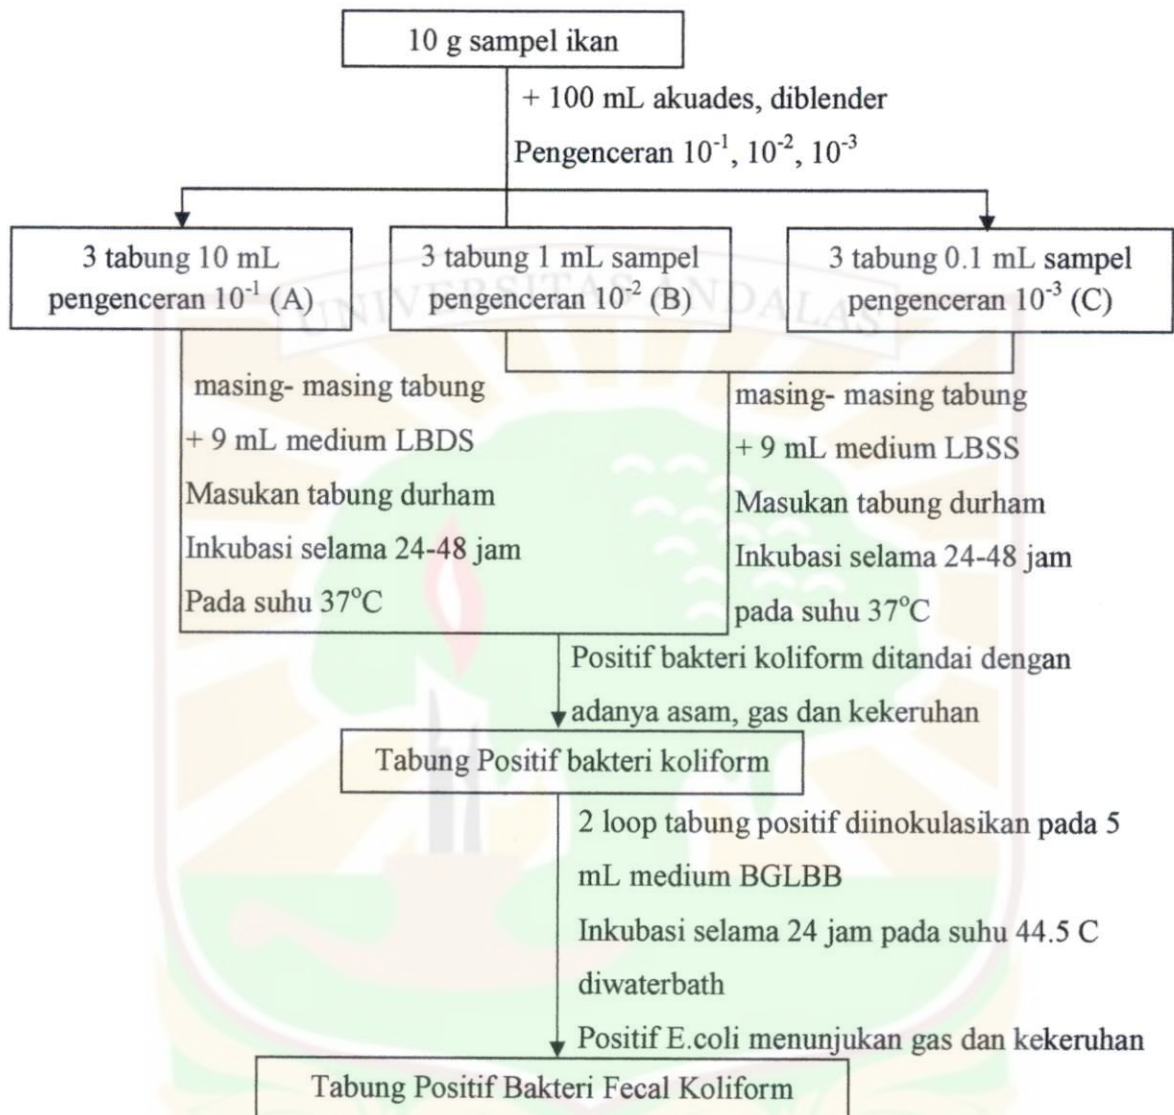 10 g sampel ikan
+ 100 mL akuades, diblender
Pengenceran 10⁻¹, 10⁻², 10⁻³
3 tabung 10 mL
pengenceran 10⁻¹ (A)
3 tabung 1 mL sampel
pengenceran 10⁻² (B)
3 tabung 0.1 mL sampel
pengenceran 10⁻³ (C)
UNIVERSITAS ANDALAS
masing- masing tabung
+ 9 mL medium LBDS
Masukan tabung durham
Inkubasi selama 24-48 jam
Pada suhu 37°C
masing- masing tabung
+ 9 mL medium LBSS
Masukan tabung durham
Inkubasi selama 24-48 jam
pada suhu 37°C
Positif bakteri koliform ditandai dengan
adanya asam, gas dan kekeruhan
Tabung Positif bakteri koliform
2 loop tabung positif diinokulasikan pada 5
mL medium BGLBB
Inkubasi selama 24 jam pada suhu 44.5 C
diwaterbath
Positif E.coli menunjukan gas dan kekeruhan
Tabung Positif Bakteri Fecal Koliform